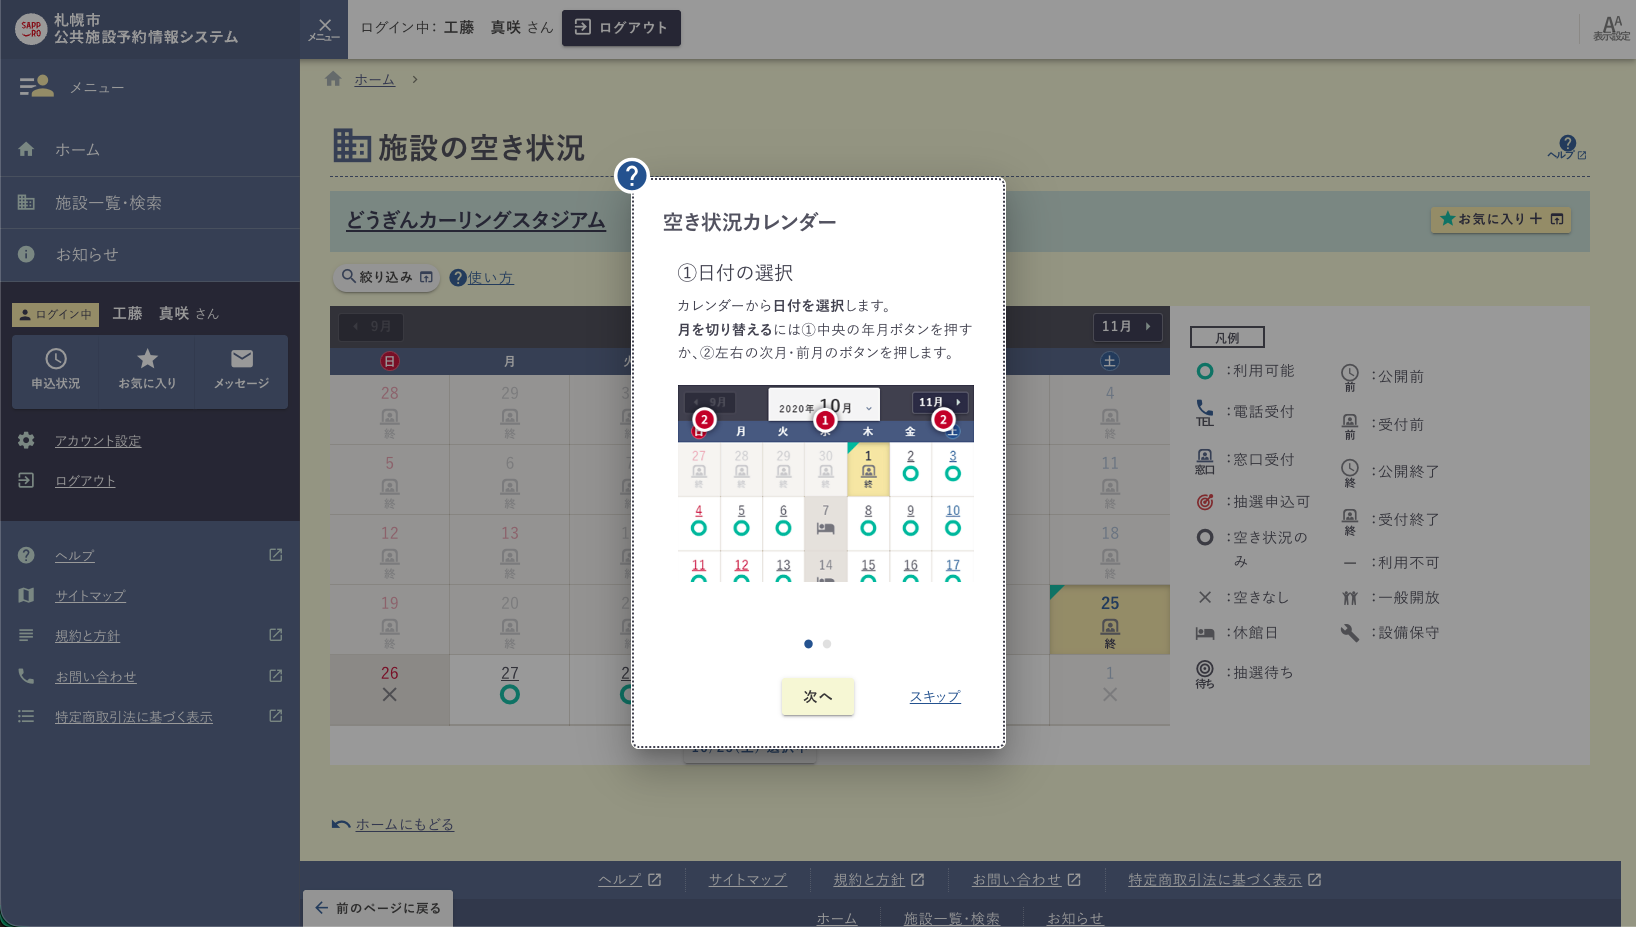 札幌市
公共施設予約情報システム
メニュー
ログイン中： 工藤　真咲 さん
ログアウト
表示設定
メニュー
ホーム
施設一覧・検索
お知らせ
ログイン中 工藤　真咲 さん
申込状況 お気に入り メッセージ
アカウント設定
ログアウト
ヘルプ
サイトマップ
規約と方針
お問い合わせ
特定商取引法に基づく表示
ホーム
施設の空き状況
ヘルプ
どうぎんカーリングスタジアム
お気に入り
絞り込み
使い方
9月 11月
日 月 土
28 29 4
終 終 終
5 6 11
終 終 終
12 13 18
終 終 終
19 20 25
終 終 終
26 27 1
凡例
：利用可能
TEL ：電話受付
窓口 ：窓口受付
：抽選申込可
：空き状況のみ
：空きなし
：休館日
待ち ：抽選待ち
前 ：公開前
前 ：受付前
終 ：公開終了
終 ：受付終了
：利用不可
：一般開放
：設備保守
?
空き状況カレンダー
①日付の選択
カレンダーから日付を選択します。
月を切り替えるには①中央の年月ボタンを押す
か、②左右の次月・前月のボタンを押します。
9月 2020年 10月 11月
2 1 2
月 火 木 金
27 28 29 30 1 2 3
終 終 終 終 終
4 5 6 7 8 9 10
11 12 13 14 15 16 17
次へ
スキップ
ホームにもどる
ヘルプ サイトマップ 規約と方針 お問い合わせ 特定商取引法に基づく表示
前のページに戻る
ホーム 施設一覧・検索 お知らせ